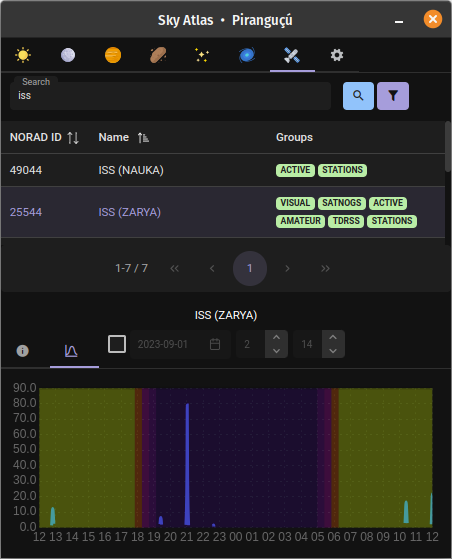 Sky Atlas • Piranguçú
Search
iss
NORAD ID Name Groups
49044 ISS (NAUKA) ACTIVE STATIONS
25544 ISS (ZARYA) VISUAL SATNOGS ACTIVE
AMATEUR TDRSS STATIONS
1-7 / 7 « ‹ 1 › »
ISS (ZARYA)
2023-09-01 2 14
90.0
80.0
70.0
60.0
50.0
40.0
30.0
20.0
10.0
0.0
12 13 14 15 16 17 18 19 20 21 22 23 00 01 02 03 04 05 06 07 08 09 10 11 12